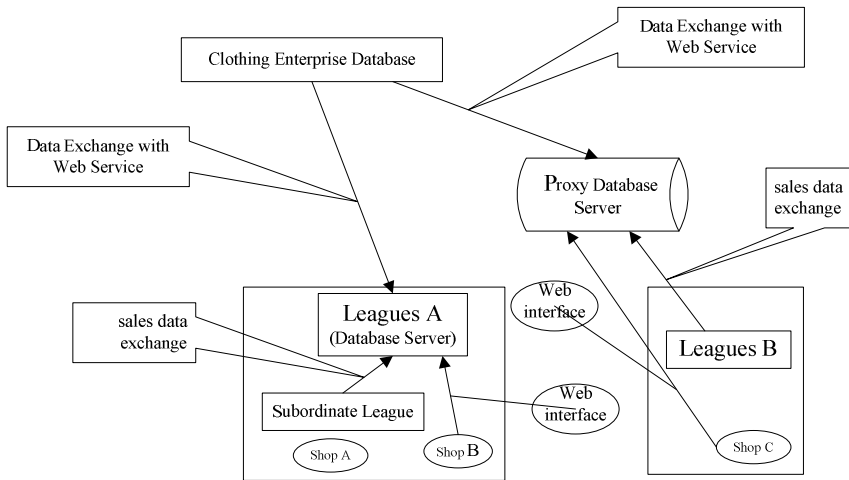 Data Exchange with
Web Service
Clothing Enterprise Database
Data Exchange with
Web Service
Proxy Database
Server
sales data
exchange
Web
interface
Leagues A
(Database Server)
sales data
exchange
Leagues B
Subordinate League
Web
interface
Shop A
Shop B
Shop C